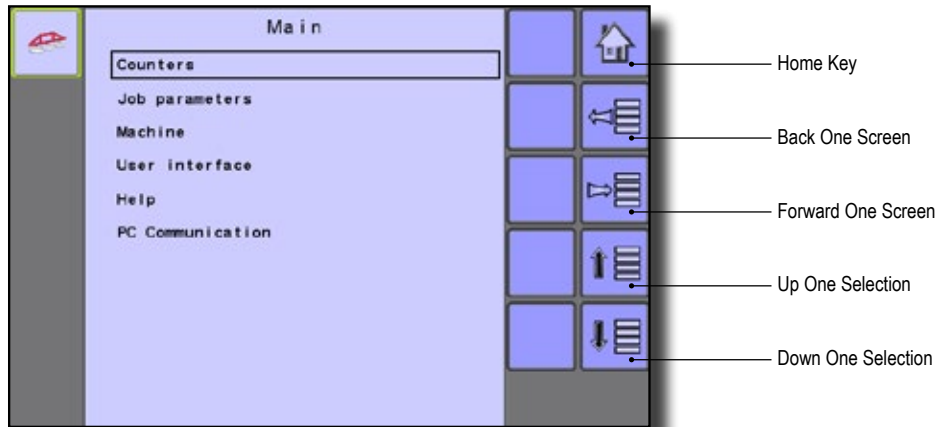 Main
Counters
Job parameters
Machine
User interface
Help
PC Communication
Home Key
Back One Screen
Forward One Screen
Up One Selection
Down One Selection